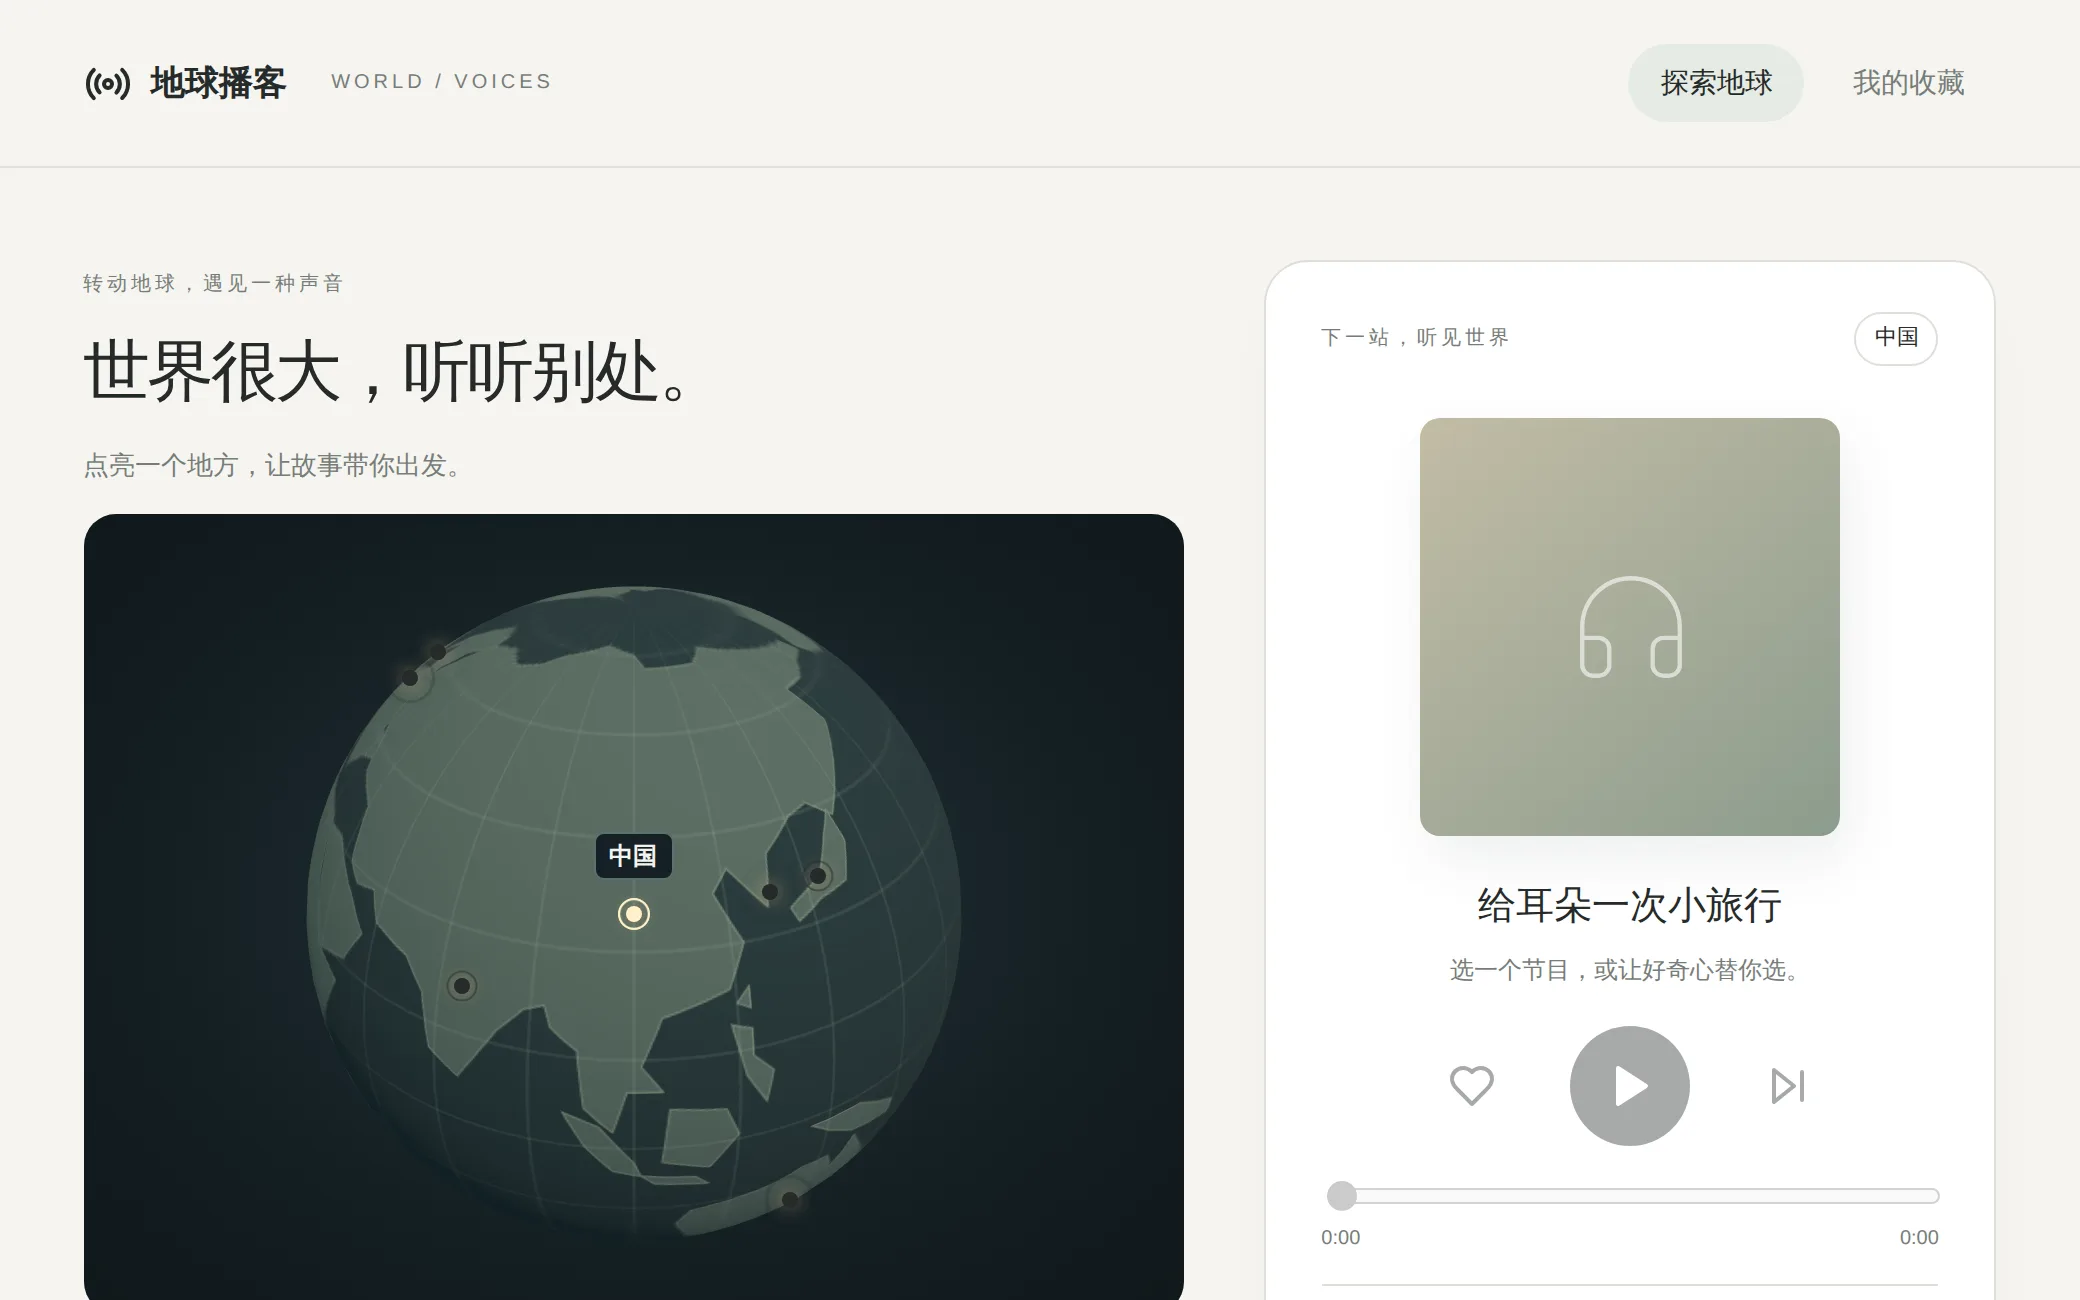 地球播客
WORLD / VOICES
探索地球
我的收藏
转动地球，遇见一种声音
世界很大，听听别处。
点亮一个地方，让故事带你出发。
中国
下一站，听见世界
中国
给耳朵一次小旅行
选一个节目，或让好奇心替你选。
0:00
0:00